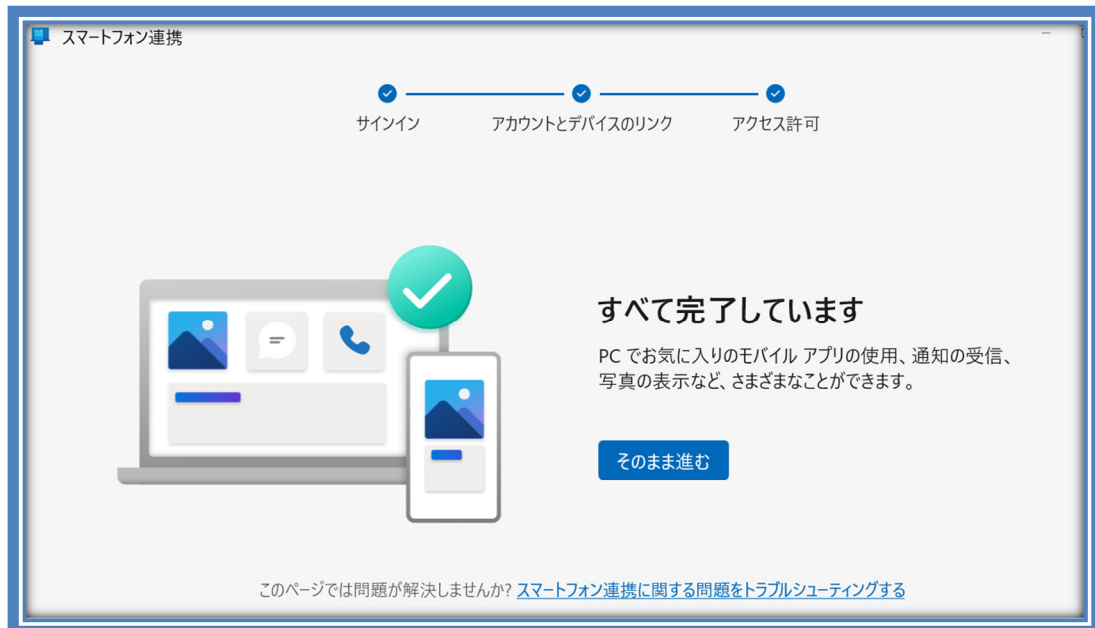 スマートフォン連携
サインイン
アカウントとデバイスのリンク
アクセス許可
すべて完了しています
PC でお気に入りのモバイル アプリの使用、通知の受信、
写真の表示など、さまざまなことができます。
そのまま進む
このページでは問題が解決しませんか? スマートフォン連携に関する問題をトラブルシューティングする